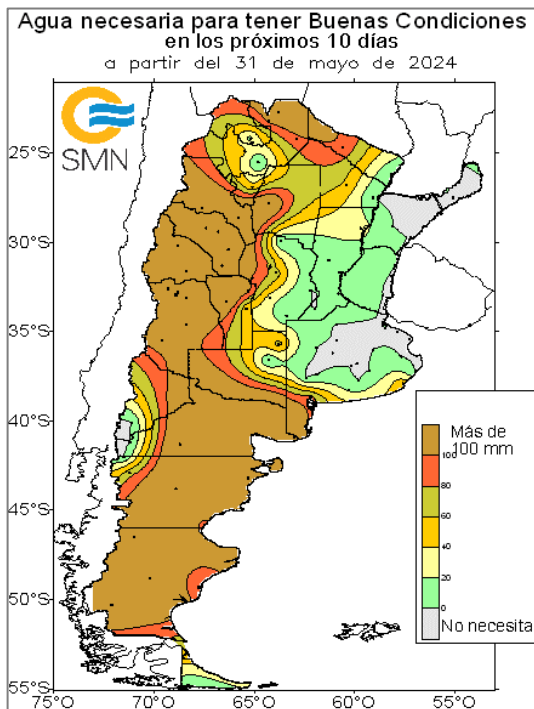 Agua necesaria para tener Buenas Condiciones
en los próximos 10 días
a partir del 31 de mayo de 2024
SMN
25°S
30°S
35°S
40°S
45°S
50°S
55°S
75°O
70°O
65°O
60°O
55°O
Más de
100 mm
100
80
60
40
20
0
No necesita